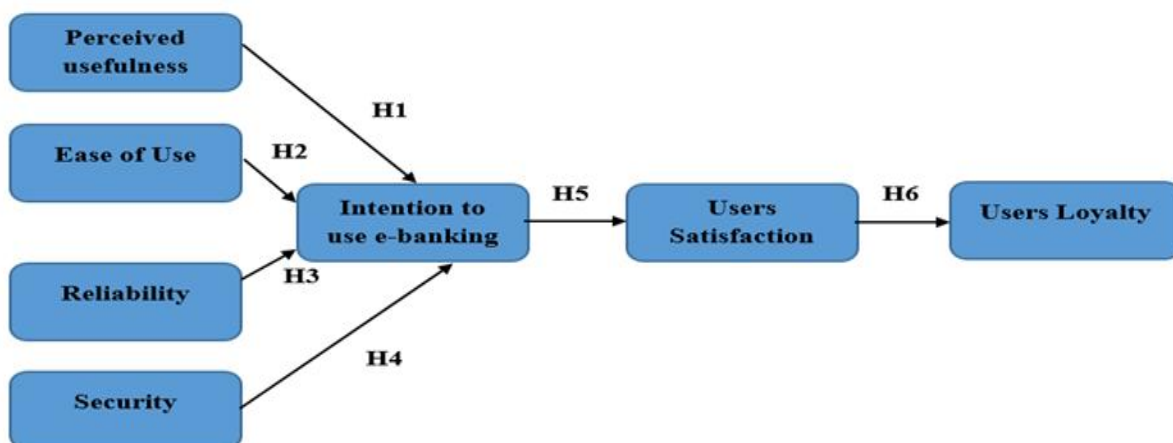 Perceived
usefulness
H1
Ease of Use
H2
Intention to
use e-banking
H5
Users
Satisfaction
H6
Users Loyalty
H3
Reliability
H4
Security